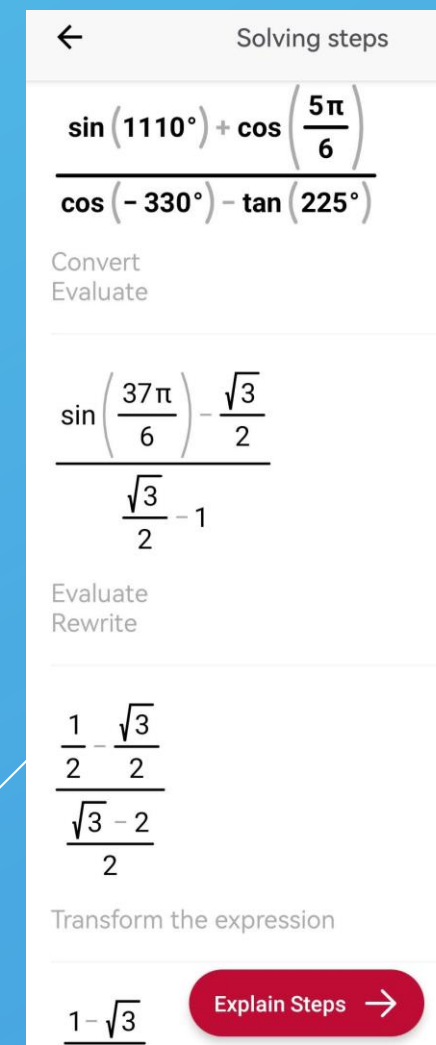 Solving steps
sin(1110°) + cos(5π/6)
cos(−330°) − tan(225°)
Convert
Evaluate
sin(37π/6) − √3/2
√3/2 − 1
Evaluate
Rewrite
1/2 − √3/2
√3 − 2
2
Transform the expression
1−√3
Explain Steps →